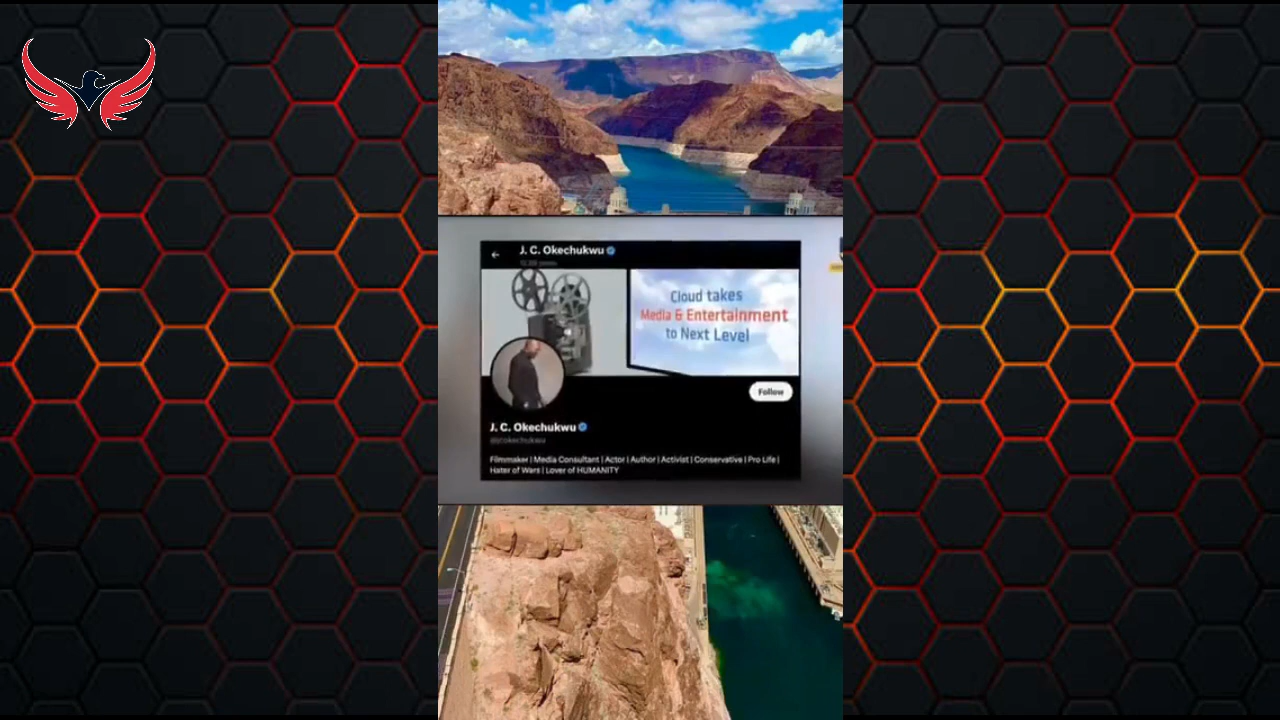 J. C. Okechukwu
Cloud takes
Media & Entertainment
to Next Level
Follow
J. C. Okechukwu
@jcokechukwu
Filmmaker | Media Consultant | Actor | Author | Activist | Conservative | Pro Life |
Hater of Wars | Lover of HUMANITY